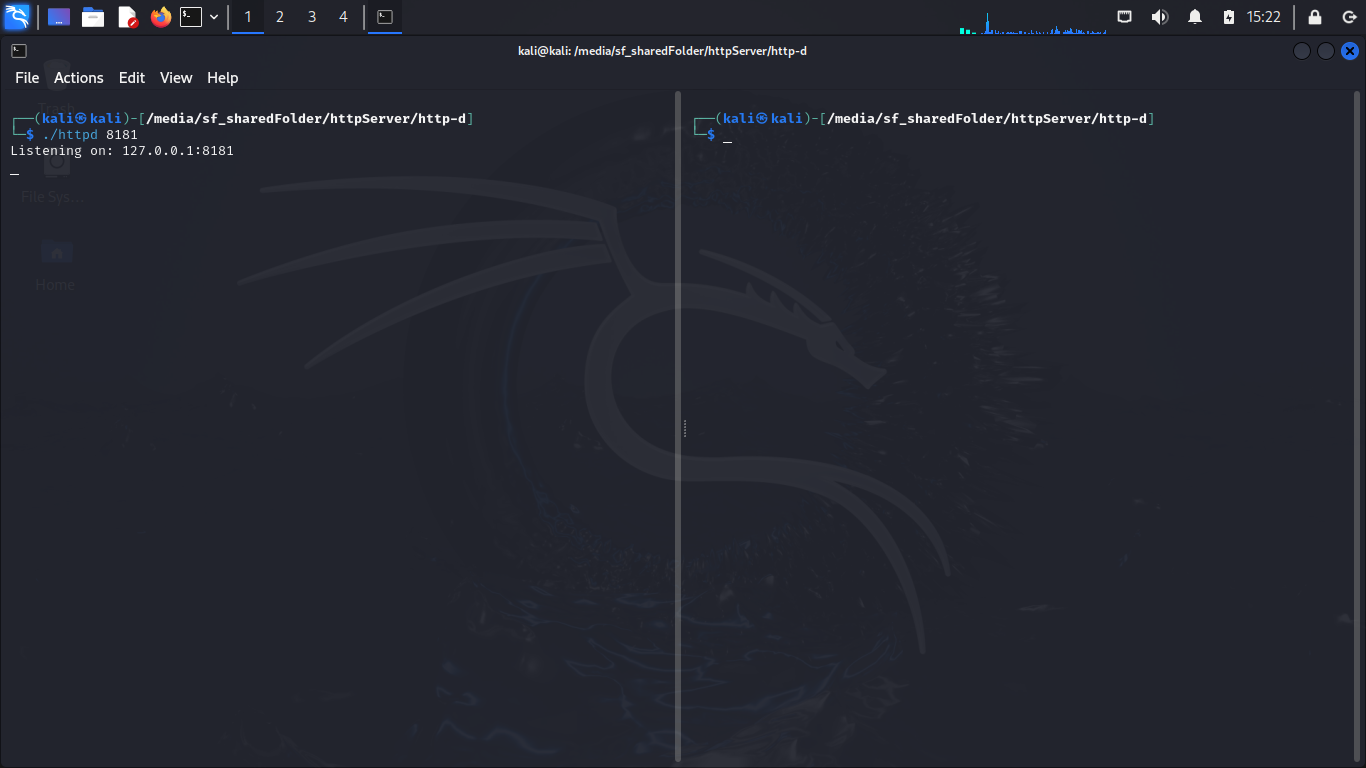 1 2 3 4 15:22
kali@kali: /media/sf_sharedFolder/httpServer/http-d
File Actions Edit View Help
┌──(kali㉿kali)-[/media/sf_sharedFolder/httpServer/http-d]
└─$ ./httpd 8181
Listening on: 127.0.0.1:8181
_
┌──(kali㉿kali)-[/media/sf_sharedFolder/httpServer/http-d]
└─$ _
Trash
File Sys...
Home